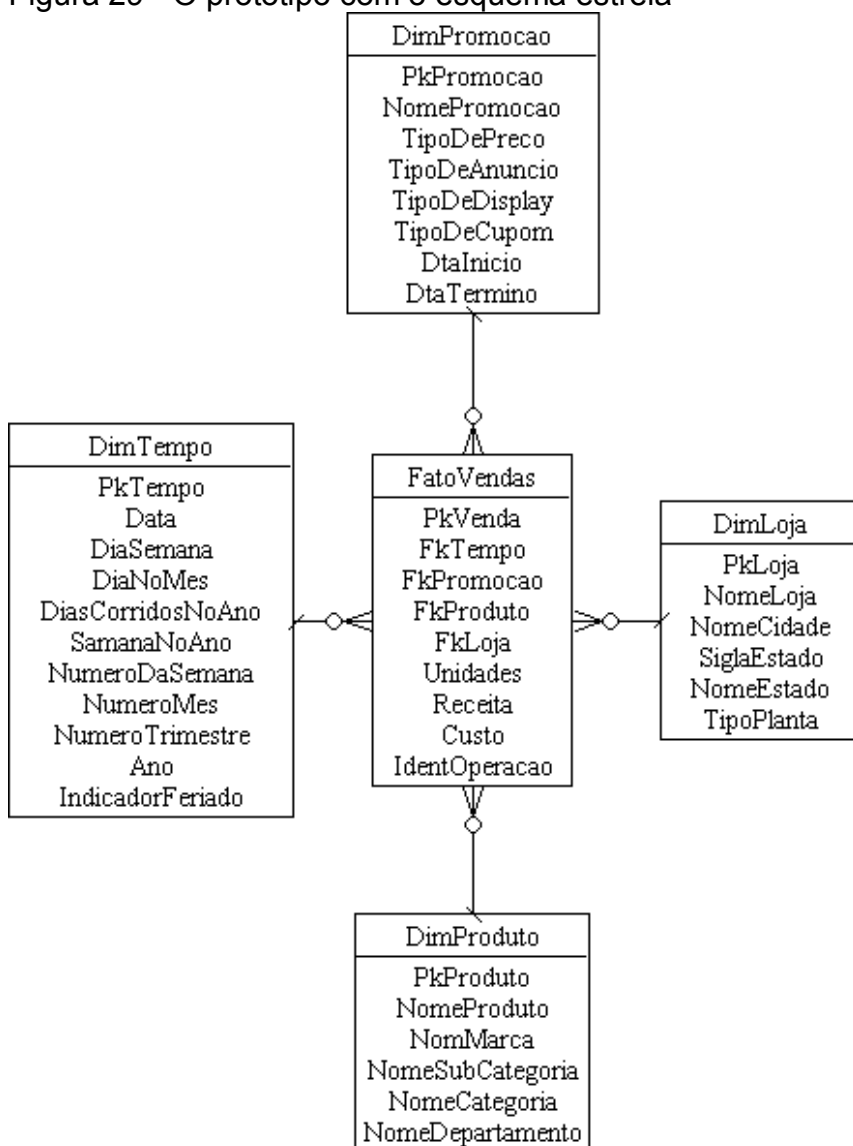 Figura 29 - O protótipo com o esquema estrela
DimPromocao
PkPromocao
NomePromocao
TipoDePreco
TipoDeAnuncio
TipoDeDisplay
TipoDeCupom
DtaInicio
DtaTermino
DimTempo
PkTempo
Data
DiaSemana
DiaNoMes
DiasCorridosNoAno
SamanaNoAno
NumeroDaSemana
NumeroMes
NumeroTrimestre
Ano
IndicadorFeriado
FatoVendas
PkVenda
FkTempo
FkPromocao
FkProduto
FkLoja
Unidades
Receita
Custo
IdentOperacao
DimLoja
PkLoja
NomeLoja
NomeCidade
SiglaEstado
NomeEstado
TipoPlanta
DimProduto
PkProduto
NomeProduto
NomMarca
NomeSubCategoria
NomeCategoria
NomeDepartamento